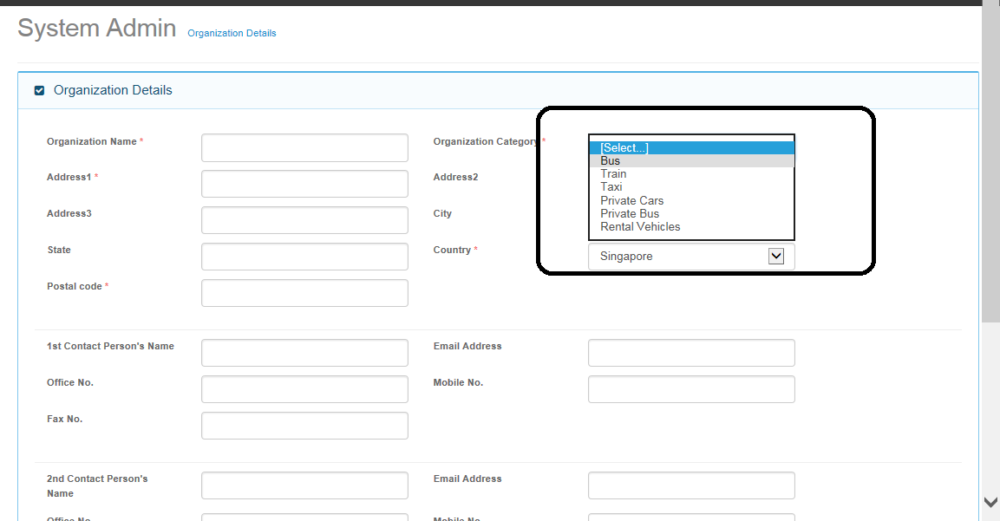 System Admin Organization Details
Organization Details
Organization Name * Organization Category *
[Select...]
Bus
Train
Taxi
Private Cars
Private Bus
Rental Vehicles
Address1 * Address2
Address3 City
State Country * Singapore
Postal code *
1st Contact Person's Name Email Address
Office No. Mobile No.
Fax No.
2nd Contact Person's Email Address
Name
Office No. Mobile No.